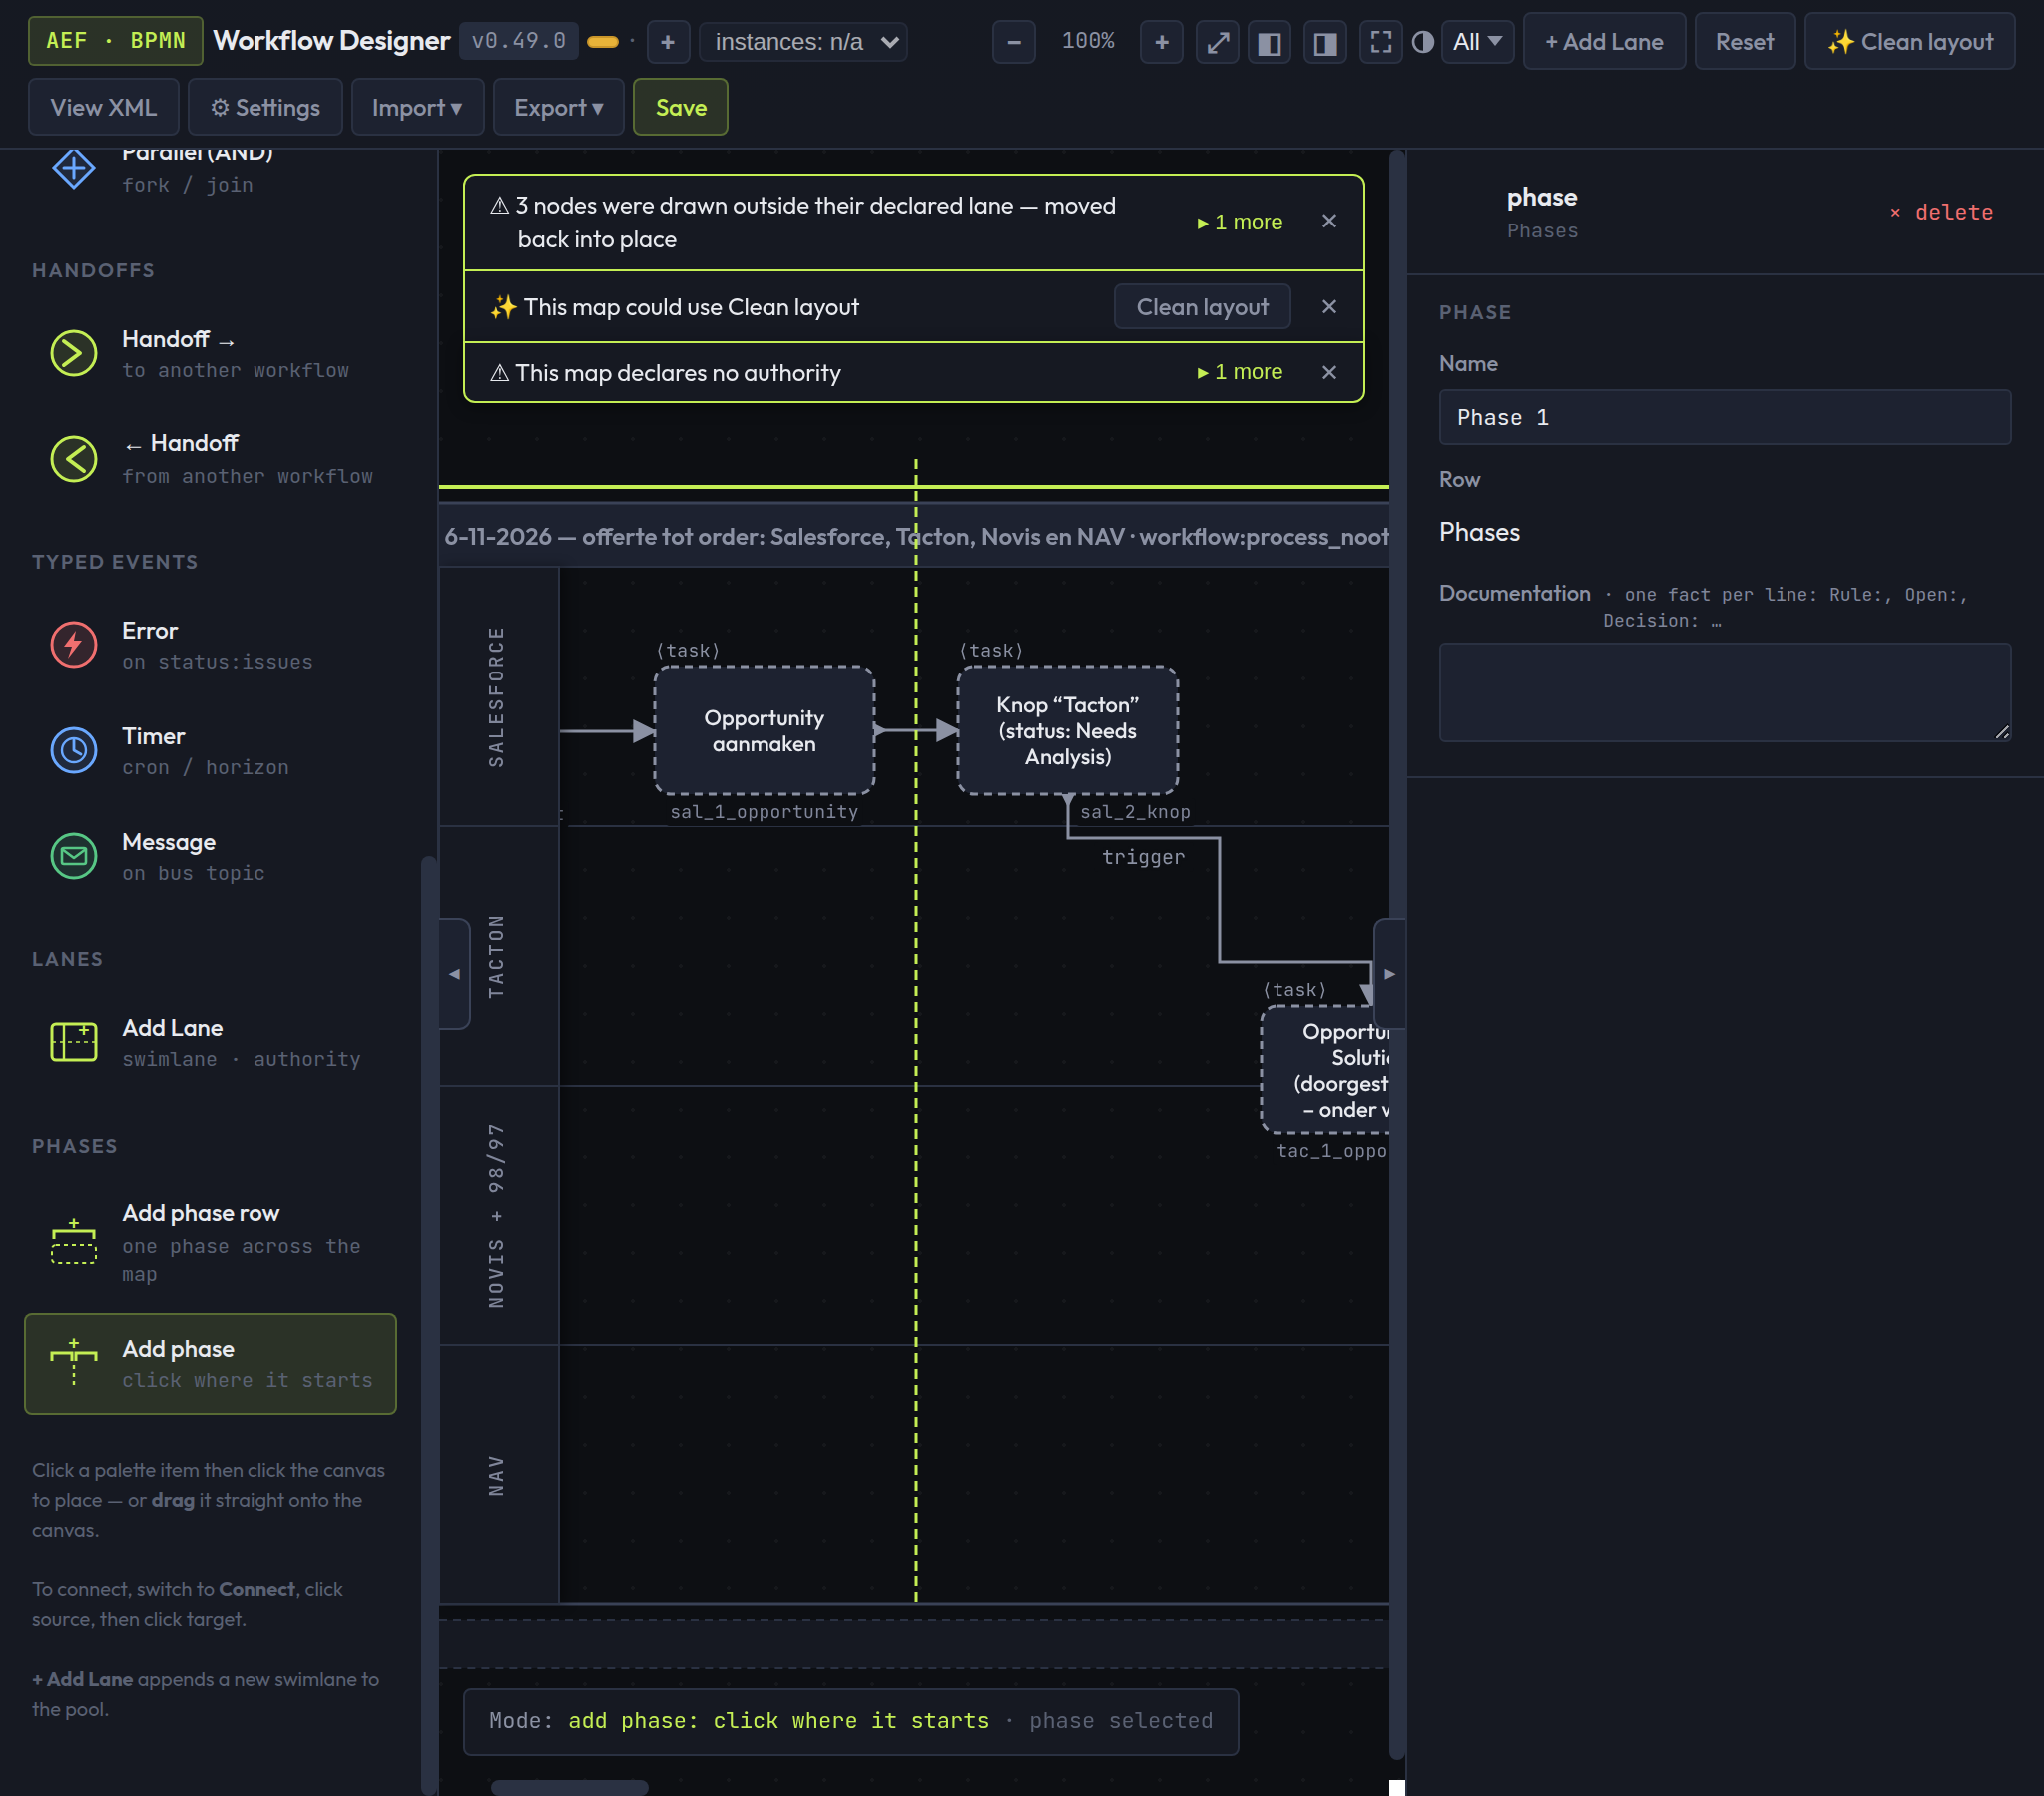 AEF · BPMN Workflow Designer v0.49.0 · + instances: n/a − 100% + All + Add Lane Reset ✨ Clean layout
View XML ⚙ Settings Import ▾ Export ▾ Save
Parallel (AND)
fork / join
HANDOFFS
Handoff →
to another workflow
← Handoff
from another workflow
TYPED EVENTS
Error
on status:issues
Timer
cron / horizon
Message
on bus topic
LANES
Add Lane
swimlane · authority
PHASES
Add phase row
one phase across the
map
Add phase
click where it starts
Click a palette item then click the canvas
to place — or drag it straight onto the
canvas.
To connect, switch to Connect, click
source, then click target.
+ Add Lane appends a new swimlane to
the pool.
⚠ 3 nodes were drawn outside their declared lane — moved
back into place
▸ 1 more ✕
✨ This map could use Clean layout Clean layout ✕
⚠ This map declares no authority ▸ 1 more ✕
6-11-2026 — offerte tot order: Salesforce, Tacton, Novis en NAV · workflow:process_noot
SALESFORCE
⟨task⟩
Opportunity
aanmaken
sal_1_opportunity
⟨task⟩
Knop “Tacton”
(status: Needs
Analysis)
sal_2_knop
trigger
TACTON
⟨task⟩
Opportu
Soluti
(doorgest
– onder
tac_1_oppo
NOVIS + 98/97
NAV
Mode: add phase: click where it starts · phase selected
phase
Phases
× delete
PHASE
Name
Phase 1
Row
Phases
Documentation · one fact per line: Rule:, Open:,
Decision: …